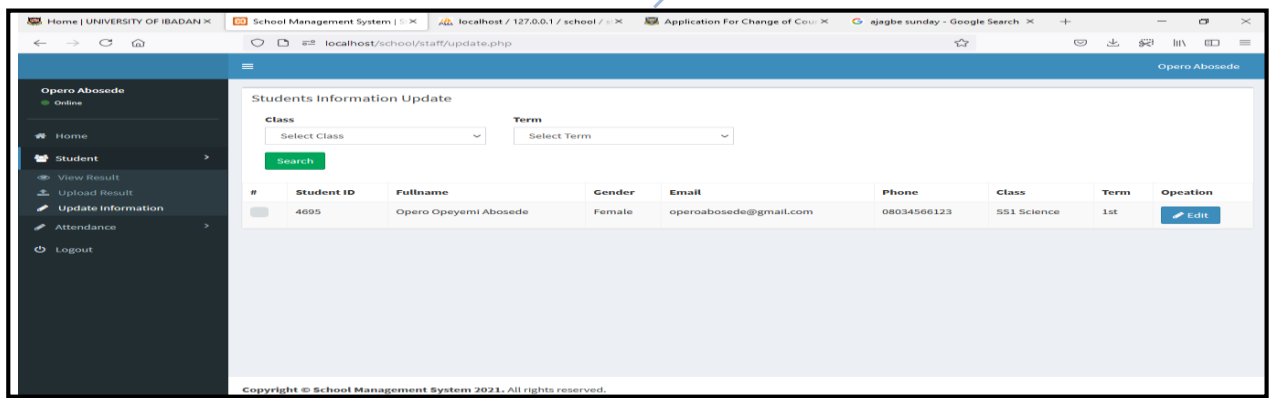 Home | UNIVERSITY OF IBADAN
School Management System | S
localhost / 127.0.0.1 / school /
Application For Change of Cou
ajagbe sunday - Google Search
localhost/school/staff/update.php
Opero Abosede
Opero Abosede
Online
Home
Student
View Result
Upload Result
Update Information
Attendance
Logout
Students Information Update
Class Term
Select Class Select Term
Search
# Student ID Fullname Gender Email Phone Class Term Opeation
4695 Opero Opeyemi Abosede Female operoabosede@gmail.com 08034566123 SS1 Science 1st Edit
Copyright © School Management System 2021. All rights reserved.